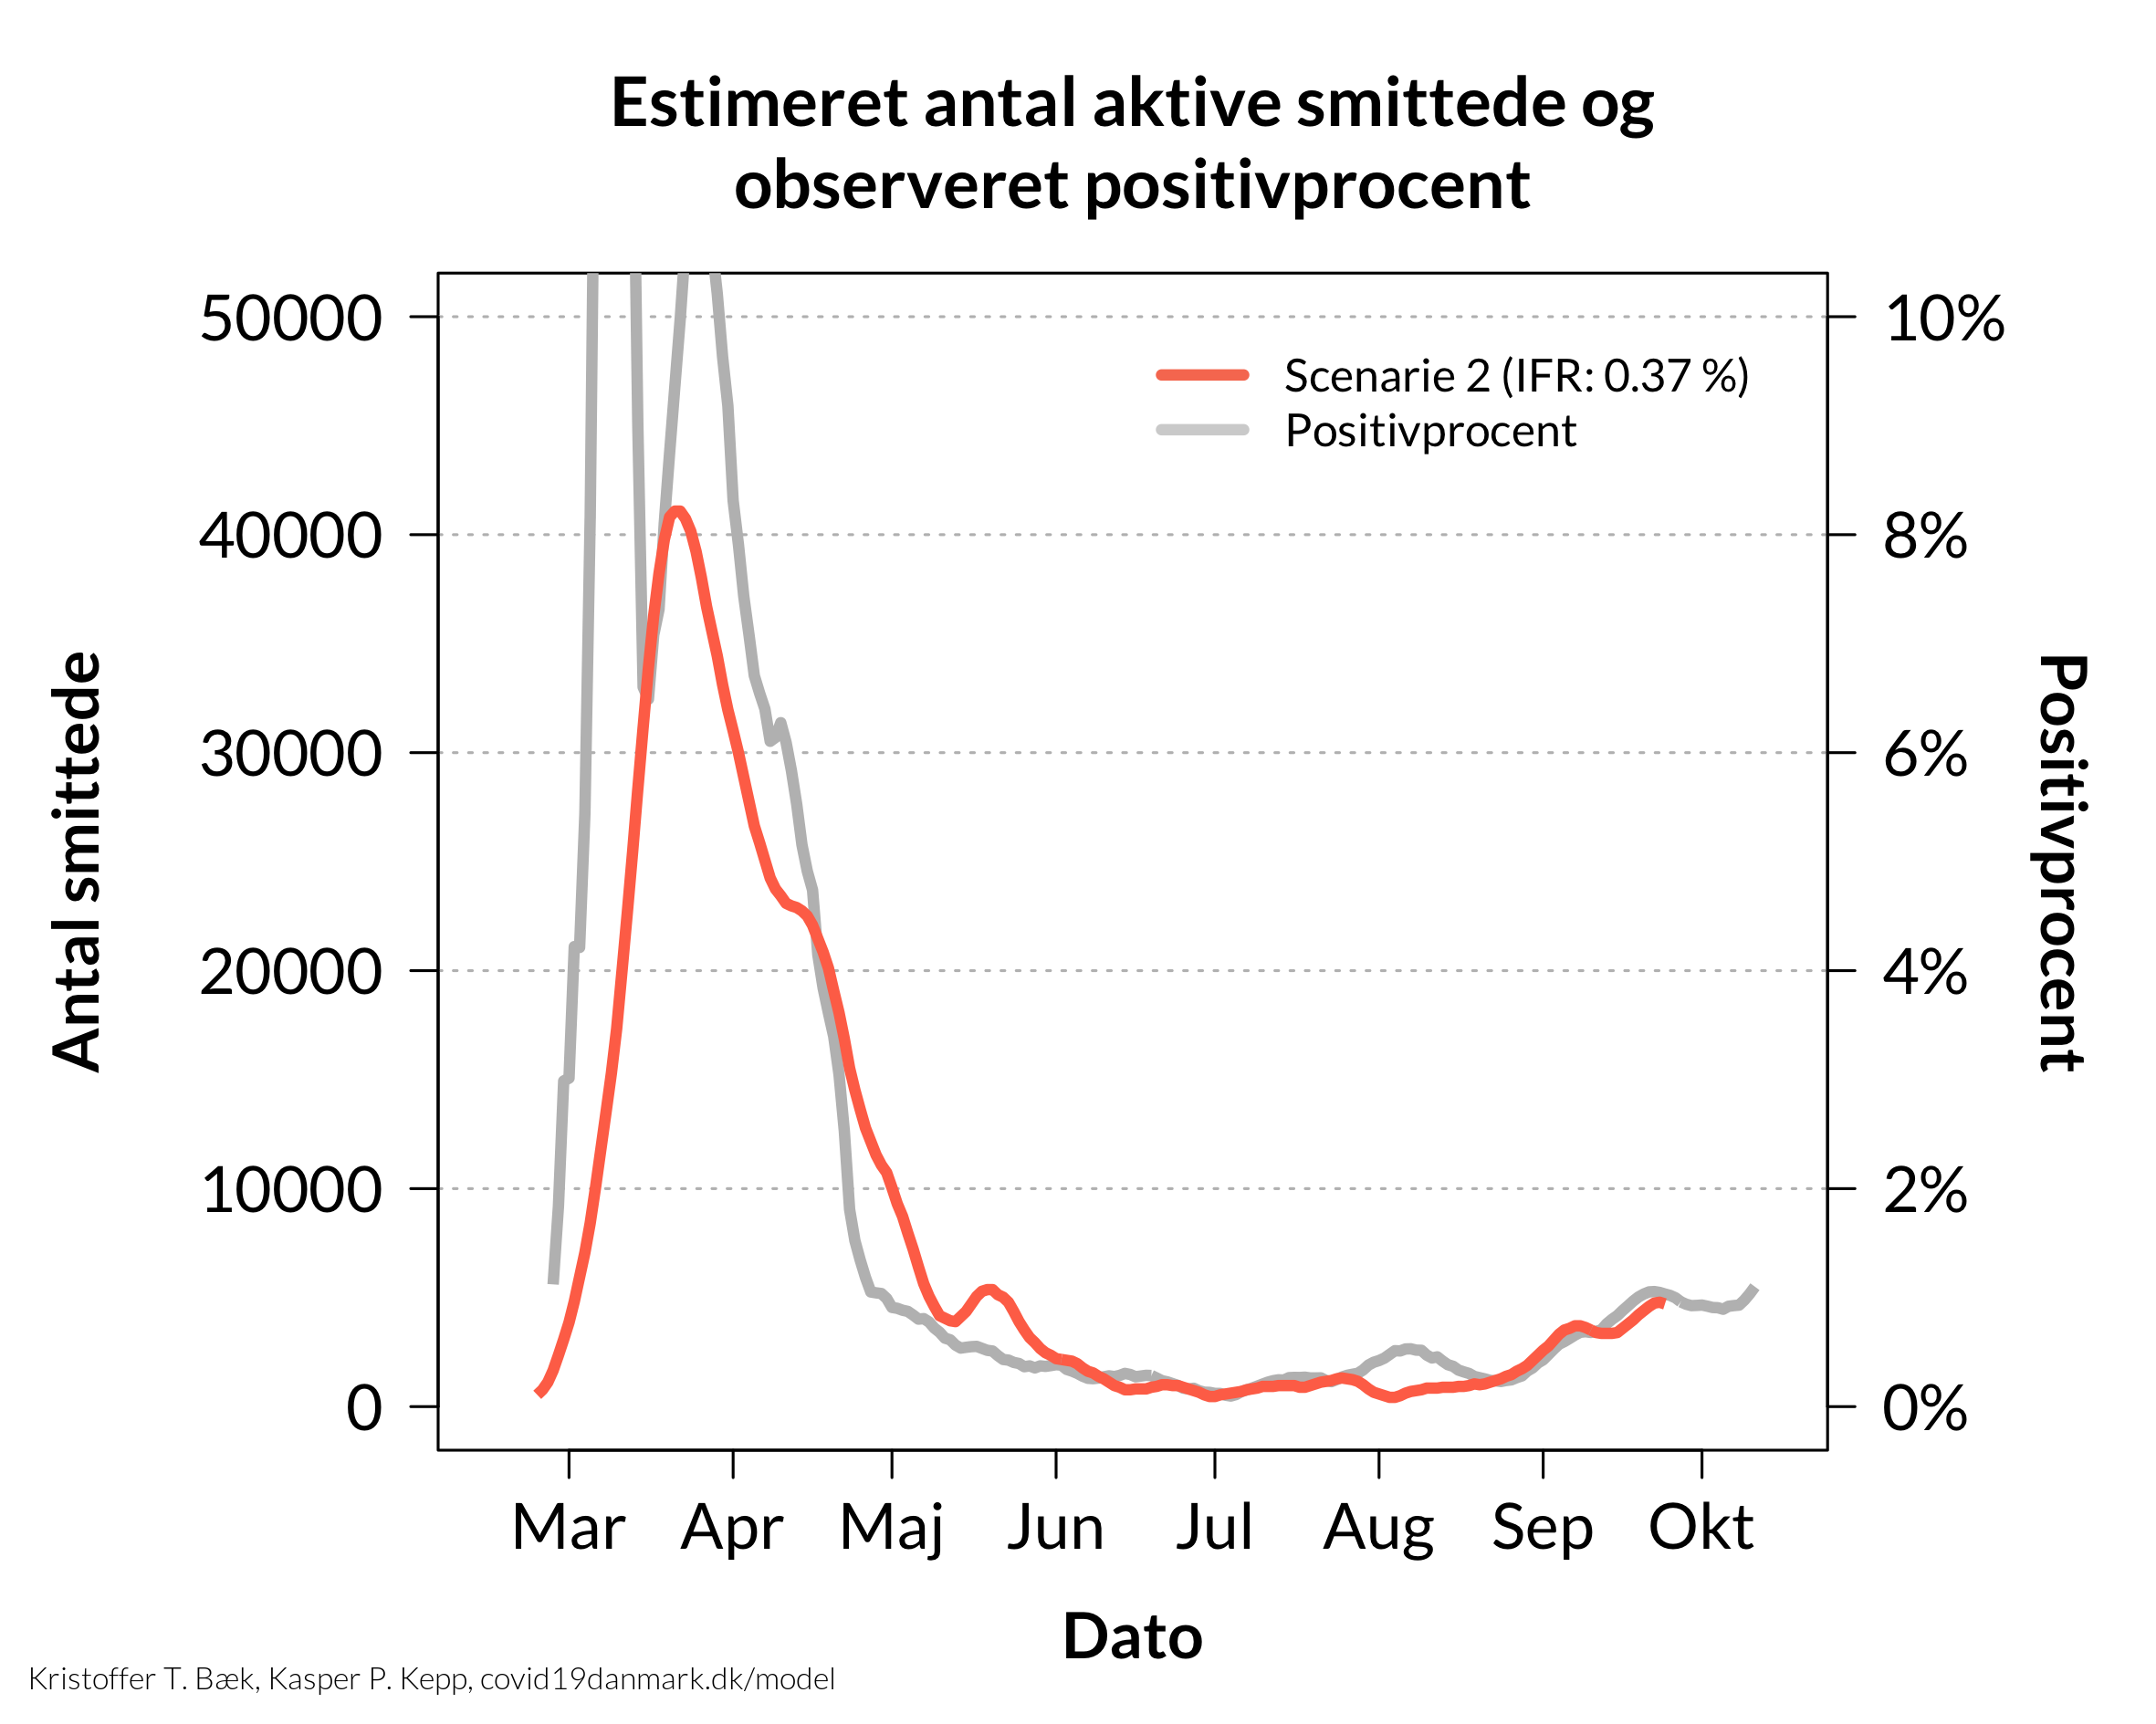 Estimeret antal aktive smittede og
observeret positivprocent
50000
40000
30000
20000
10000
0
Antal smittede
Scenarie 2 (IFR: 0.37 %)
Positivprocent
10%
8%
6%
4%
2%
0%
Positivprocent
Mar Apr Maj Jun Jul Aug Sep Okt
Dato
Kristoffer T. Bæk, Kasper P. Kepp, covid19danmark.dk/model